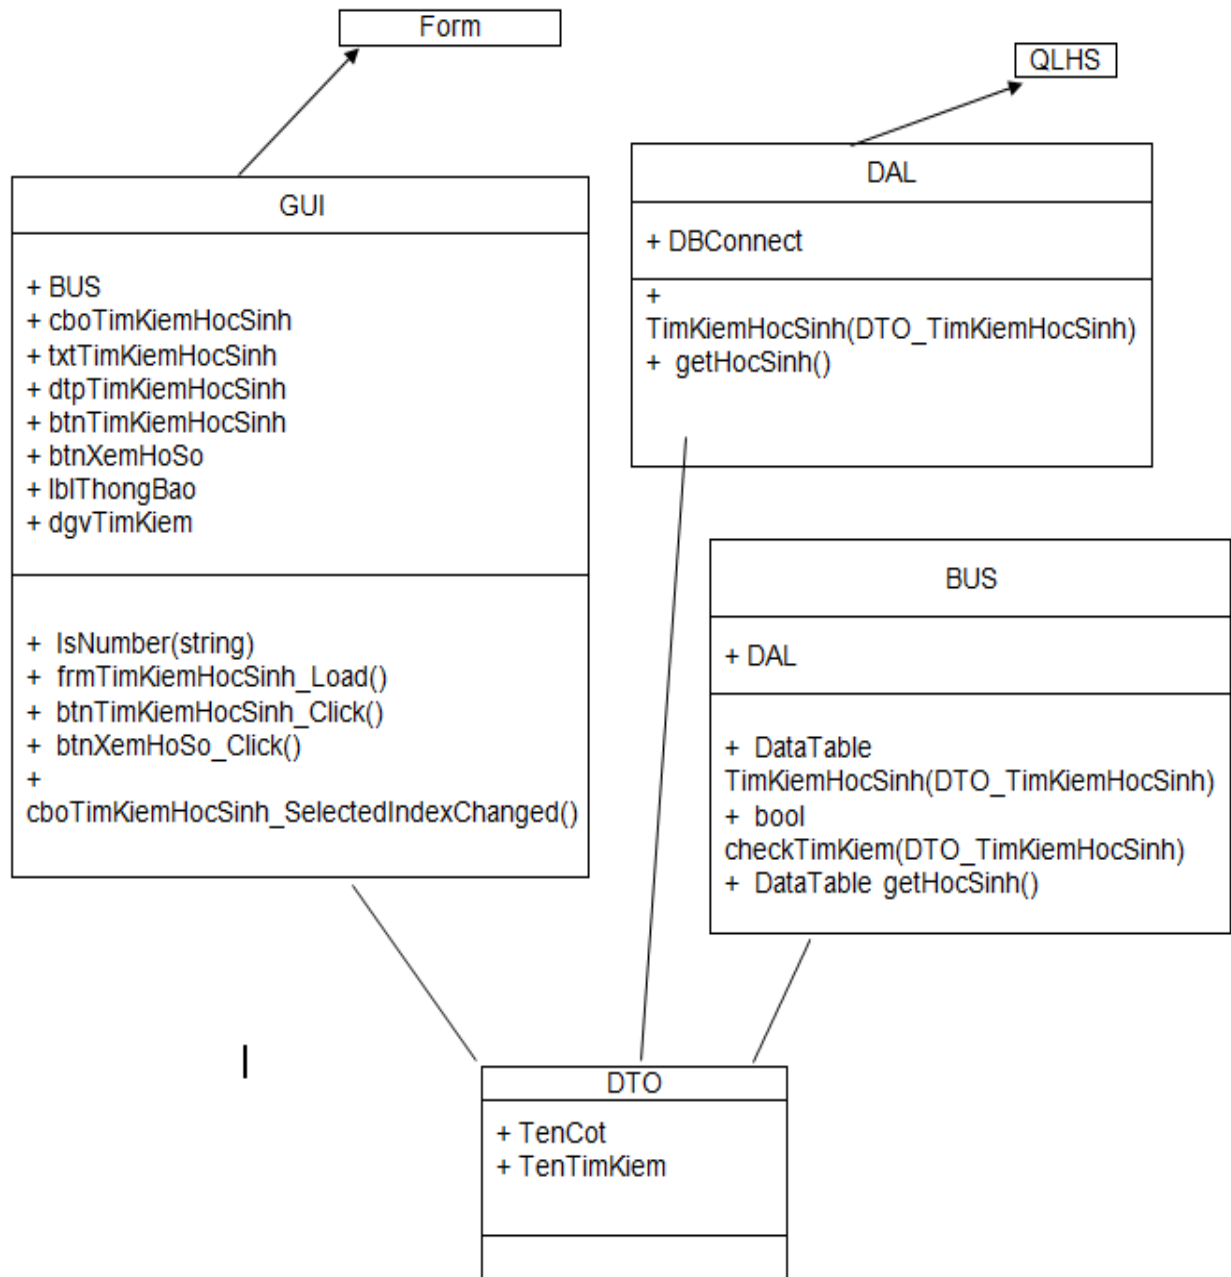 Form
QLHS
GUI
+ BUS
+ cboTimKiemHocSinh
+ txtTimKiemHocSinh
+ dtpTimKiemHocSinh
+ btnTimKiemHocSinh
+ btnXemHoSo
+ lblThongBao
+ dgvTimKiem
+ IsNumber(string)
+ frmTimKiemHocSinh_Load()
+ btnTimKiemHocSinh_Click()
+ btnXemHoSo_Click()
+
cboTimKiemHocSinh_SelectedIndexChanged()
DAL
+ DBConnect
+
TimKiemHocSinh(DTO_TimKiemHocSinh)
+ getHocSinh()
BUS
+ DAL
+ DataTable
TimKiemHocSinh(DTO_TimKiemHocSinh)
+ bool
checkTimKiem(DTO_TimKiemHocSinh)
+ DataTable getHocSinh()
DTO
+ TenCot
+ TenTimKiem